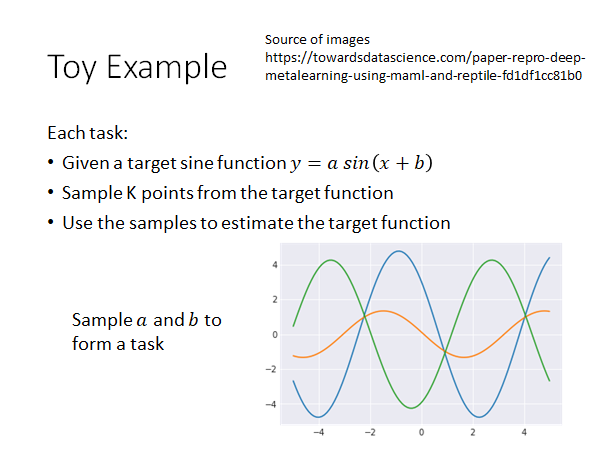 Source of images
https://towardsdatascience.com/paper-repro-deep-
metalearning-using-maml-and-reptile-fd1df1cc81b0
Toy Example
Each task:
• Given a target sine function y = a sin(x + b)
• Sample K points from the target function
• Use the samples to estimate the target function
Sample a and b to
form a task
4
2
0
−2
−4
−4 −2 0 2 4